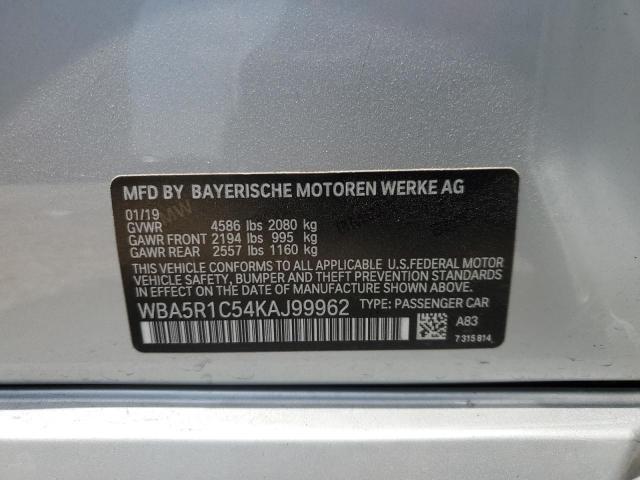 MFD BY BAYERISCHE MOTOREN WERKE AG
01/19
GVWR 4586 lbs 2080 kg
GAWR FRONT 2194 lbs 995 kg
GAWR REAR 2557 lbs 1160 kg
THIS VEHICLE CONFORMS TO ALL APPLICABLE U.S.FEDERAL MOTOR
VEHICLE SAFETY, BUMPER, AND THEFT PREVENTION STANDARDS
IN EFFECT ON THE DATE OF MANUFACTURE SHOWN ABOVE.
WBA5R1C54KAJ99962 TYPE: PASSENGER CAR
A83
7 315 814